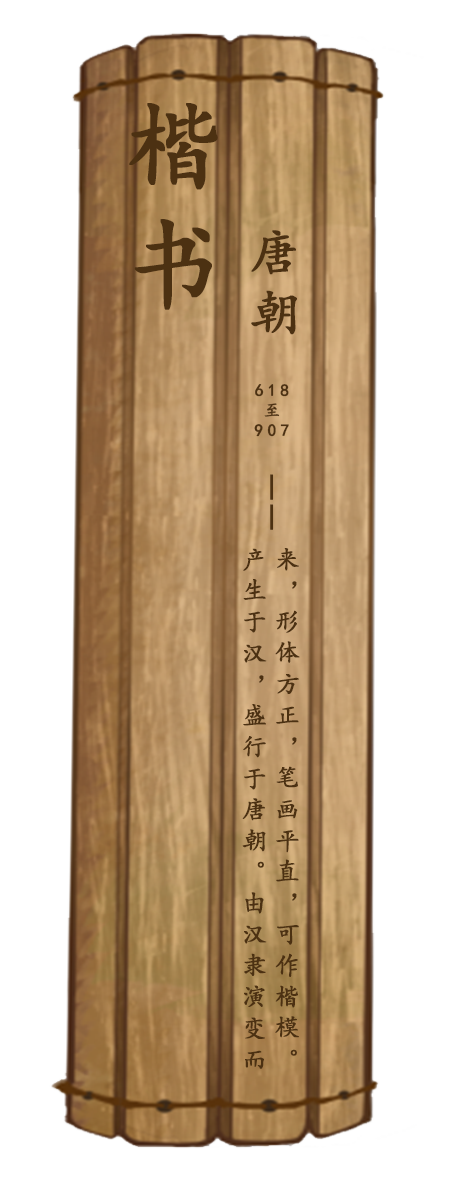 楷书
唐朝
618
至
907
——
产生于汉，盛行于唐朝。由汉隶演变而
来，形体方正，笔画平直，可作楷模。